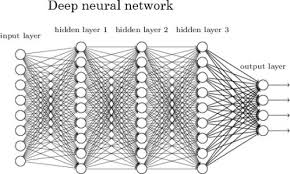 Deep neural network
hidden layer 1 hidden layer 2 hidden layer 3
input layer
output layer